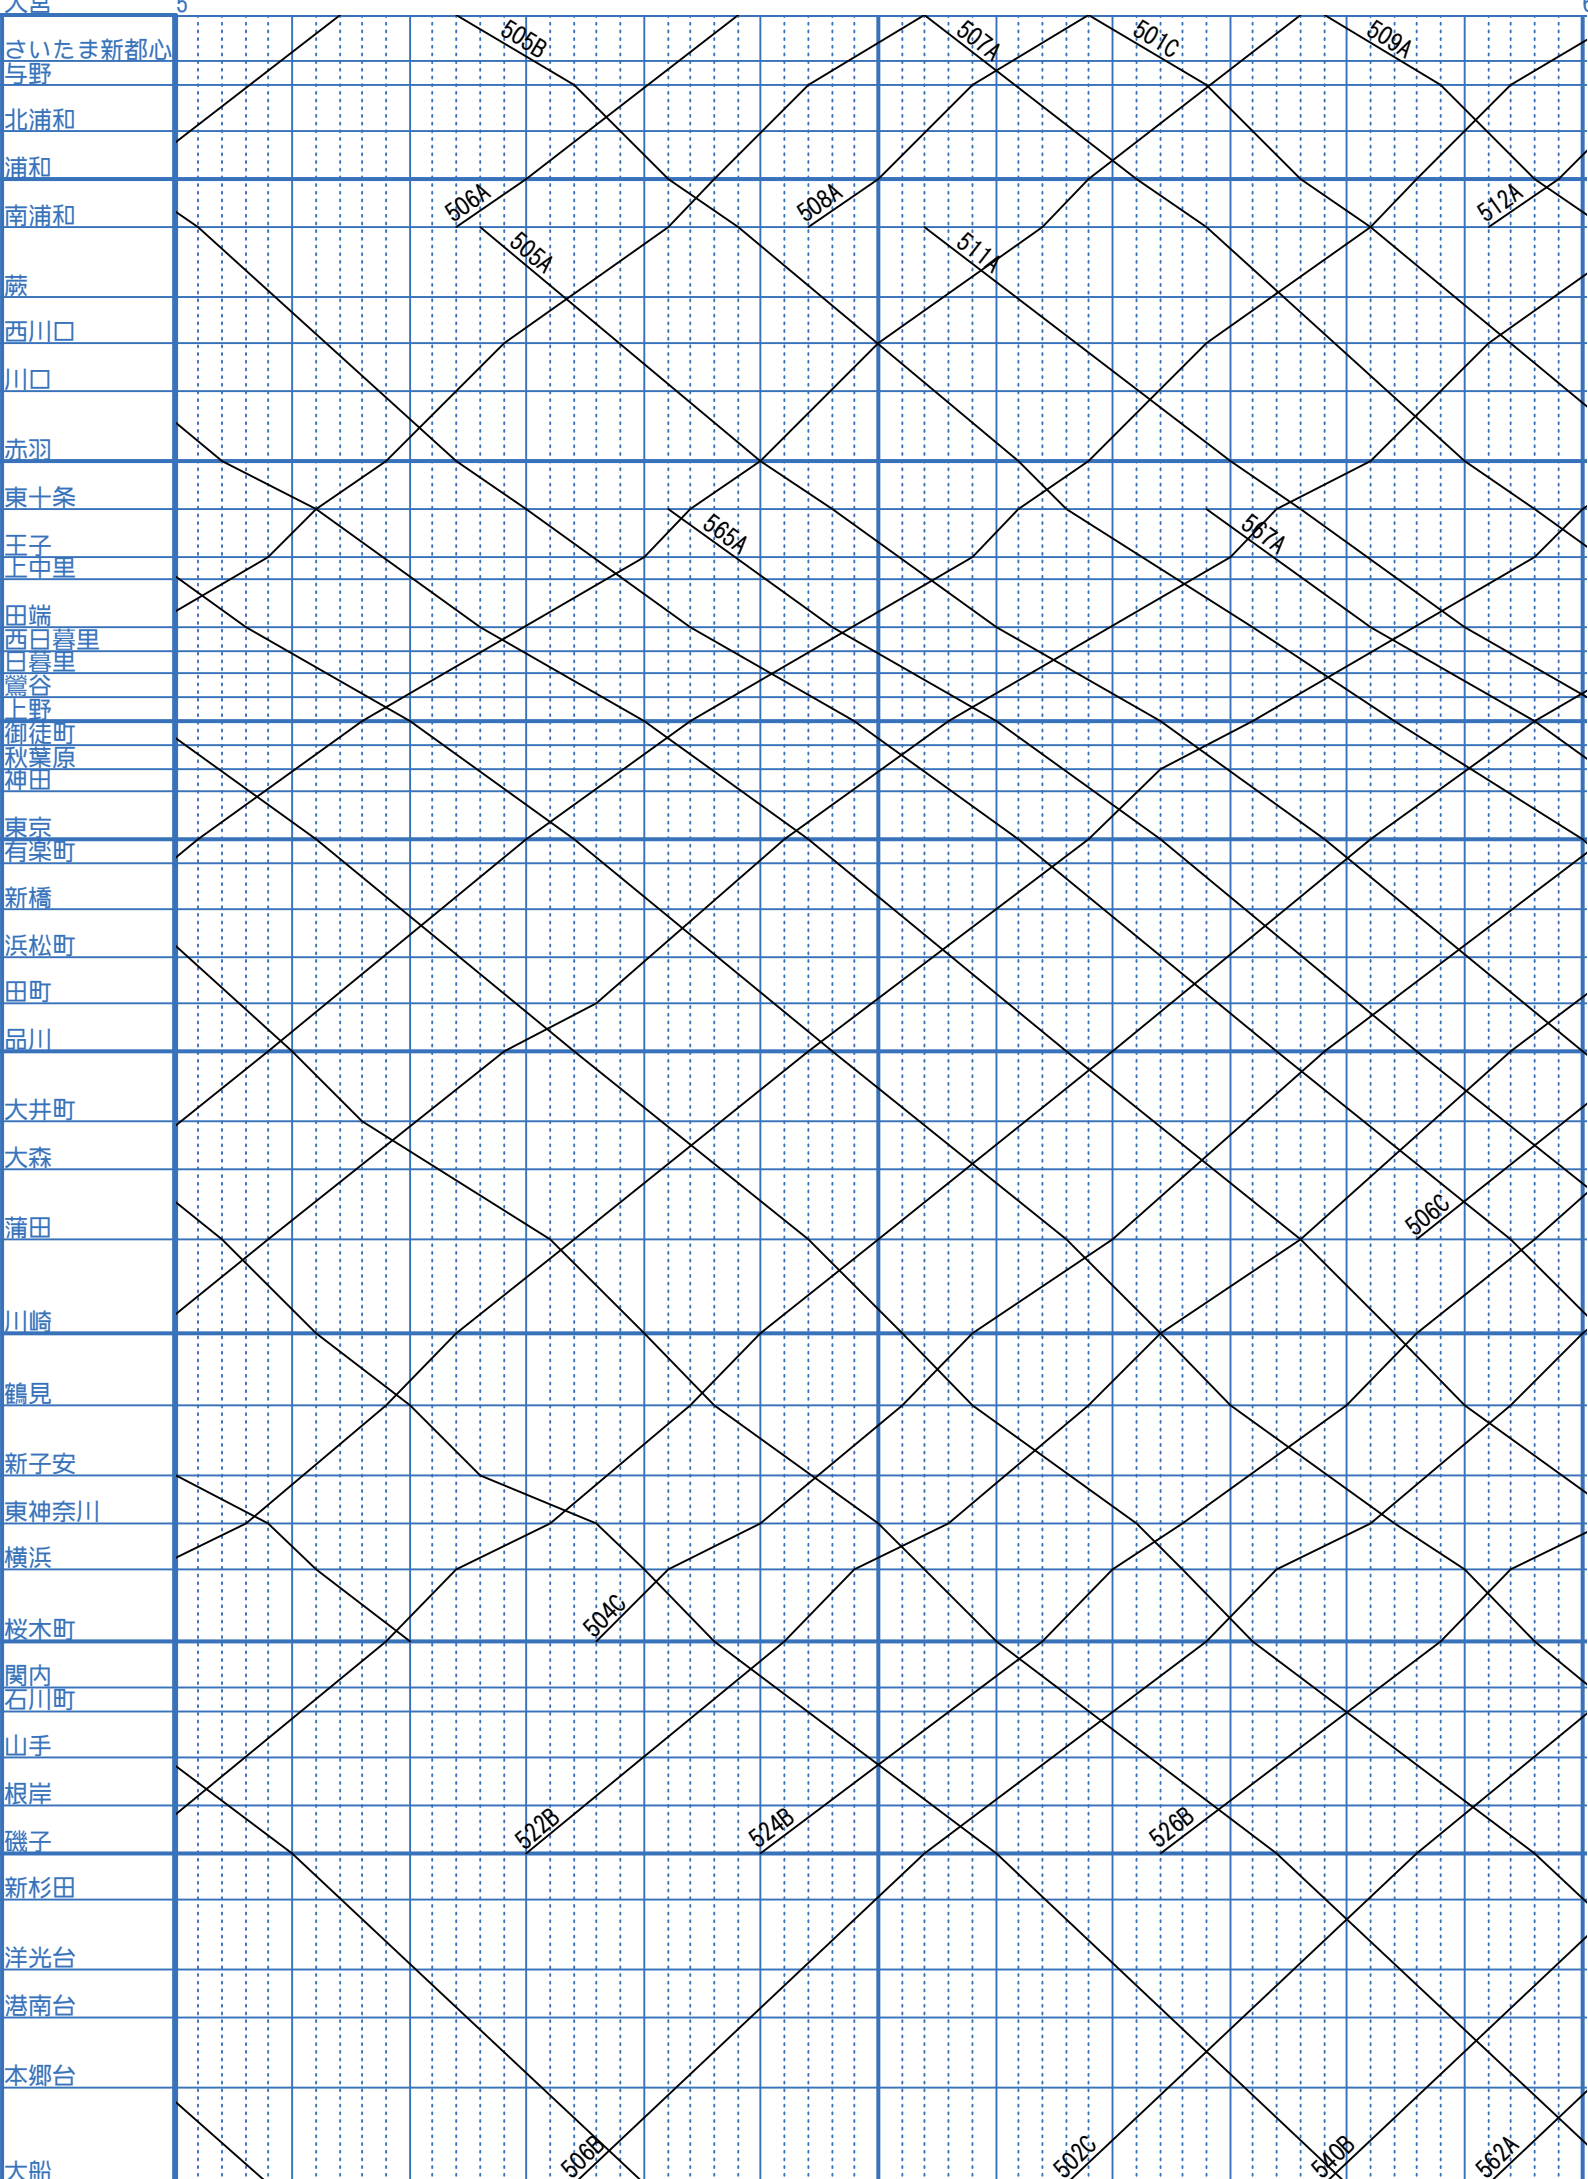 大宮
5
6
さいたま新都心
505B
507A
501C
509A
与野
北浦和
浦和
506A
508A
512A
南浦和
505A
511A
蕨
西川口
川口
赤羽
東十条
565A
567A
王子
上中里
田端
西日暮里
日暮里
鶯谷
上野
御徒町
秋葉原
神田
東京
有楽町
新橋
浜松町
田町
品川
大井町
大森
蒲田
506C
川崎
鶴見
新子安
東神奈川
横浜
桜木町
504C
関内
石川町
山手
根岸
磯子
522B
524B
526B
新杉田
洋光台
港南台
本郷台
大船
506B
502C
540B
562A